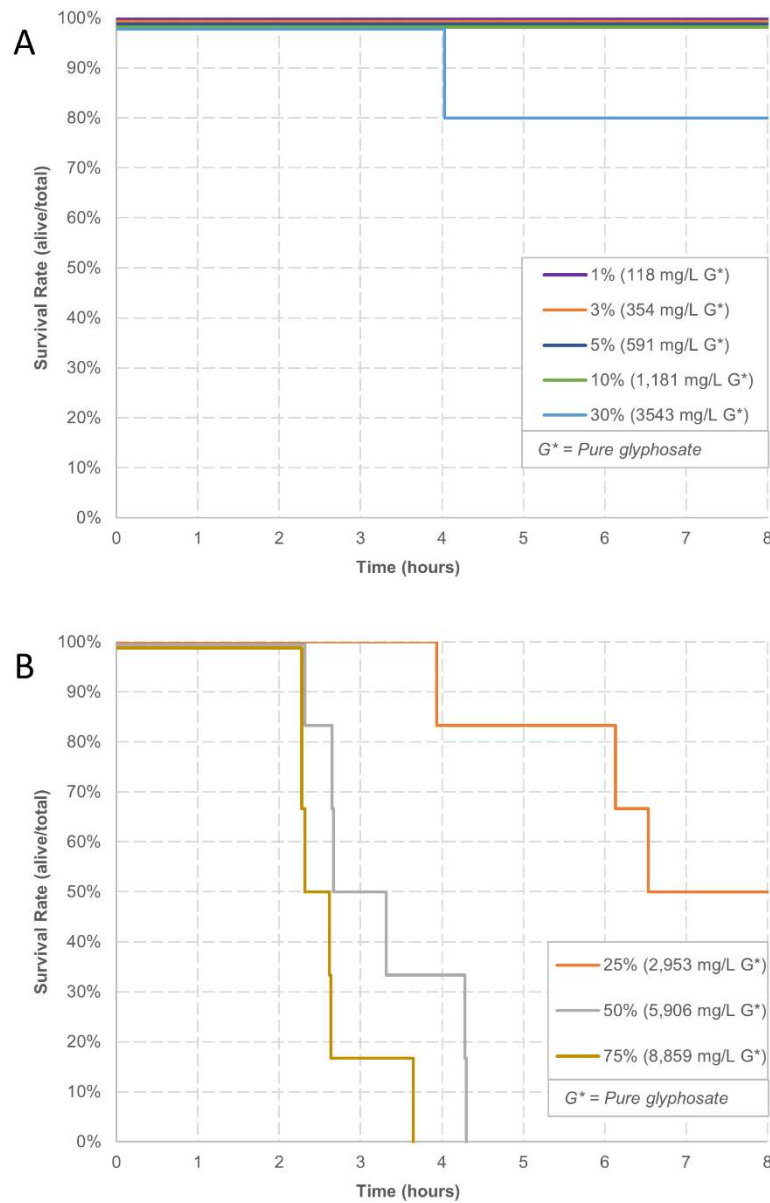 A
100%
90%
80%
70%
60%
50%
40%
30%
20%
10%
0%
Survival Rate (alive/total)
1% (118 mg/L G*)
3% (354 mg/L G*)
5% (591 mg/L G*)
10% (1,181 mg/L G*)
30% (3543 mg/L G*)
G* = Pure glyphosate
0 1 2 3 4 5 6 7 8
Time (hours)
B
100%
90%
80%
70%
60%
50%
40%
30%
20%
10%
0%
Survival Rate (alive/total)
25% (2,953 mg/L G*)
50% (5,906 mg/L G*)
75% (8,859 mg/L G*)
G* = Pure glyphosate
0 1 2 3 4 5 6 7 8
Time (hours)